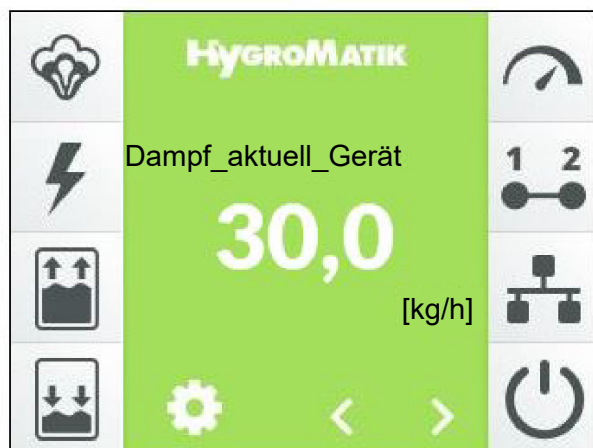 HYGROMATIK
Dampf_aktuell_Gerät
1 2
30,0
[kg/h]